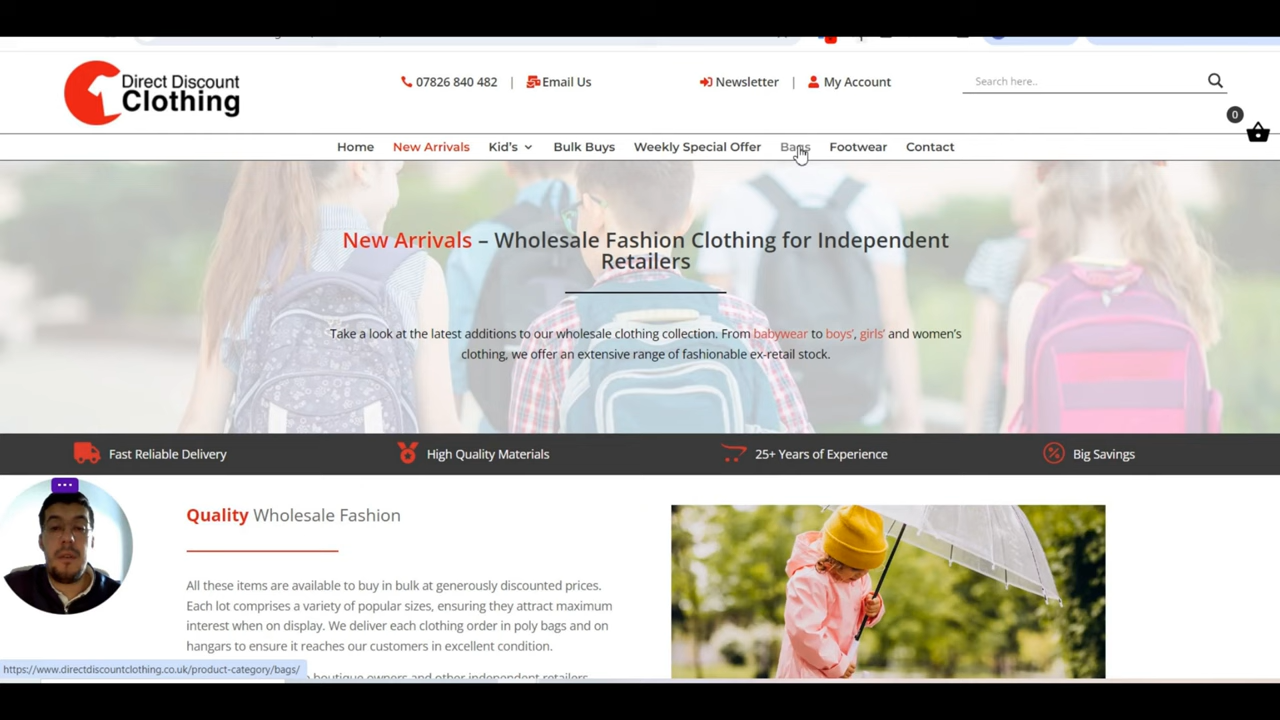 Direct Discount
Clothing
07826 840 482 | Email Us
Newsletter | My Account
Search here..
0
Home New Arrivals Kid's Bulk Buys Weekly Special Offer Bags Footwear Contact
New Arrivals – Wholesale Fashion Clothing for Independent
Retailers
Take a look at the latest additions to our wholesale clothing collection. From babywear to boys', girls' and women's
clothing, we offer an extensive range of fashionable ex-retail stock.
Fast Reliable Delivery
High Quality Materials
25+ Years of Experience
Big Savings
Quality Wholesale Fashion
All these items are available to buy in bulk at generously discounted prices.
Each lot comprises a variety of popular sizes, ensuring they attract maximum
interest when on display. We deliver each clothing order in poly bags and on
hangars to ensure it reaches our customers in excellent condition.
boutique owners and other independent retailers
https://www.directdiscountclothing.co.uk/product-category/bags/